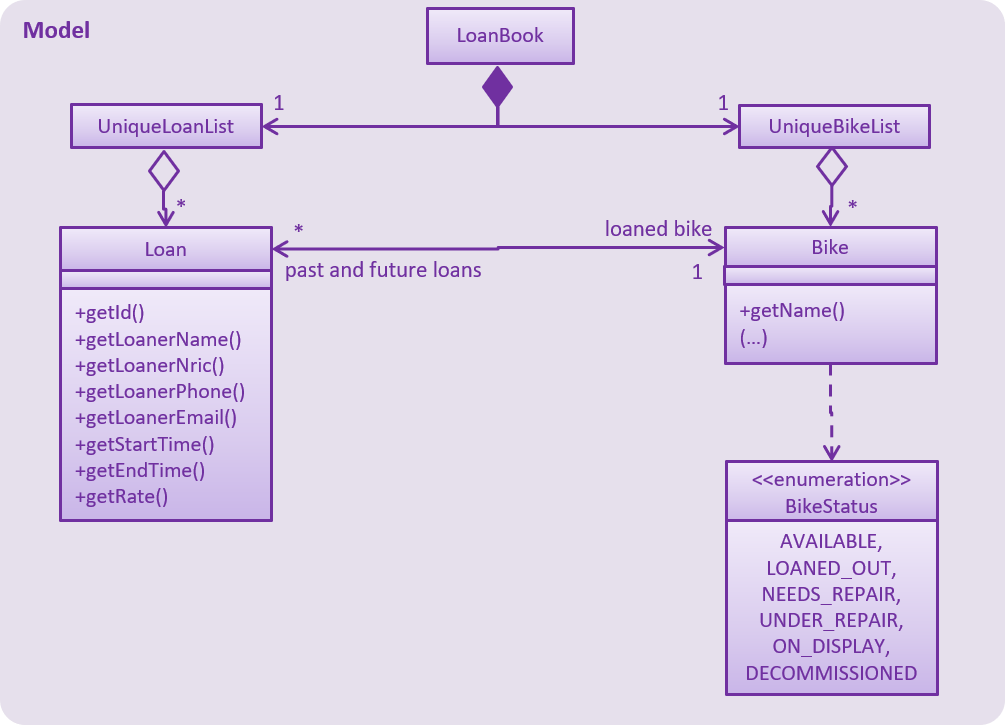 Model
LoanBook
1
1
UniqueLoanList
UniqueBikeList
*
*
Loan
*
loaned bike
Bike
past and future loans
1
+getId()
+getLoanerName()
+getLoanerNric()
+getLoanerPhone()
+getLoanerEmail()
+getStartTime()
+getEndTime()
+getRate()
+getName()
(...)
<<enumeration>>
BikeStatus
AVAILABLE,
LOANED_OUT,
NEEDS_REPAIR,
UNDER_REPAIR,
ON_DISPLAY,
DECOMMISSIONED